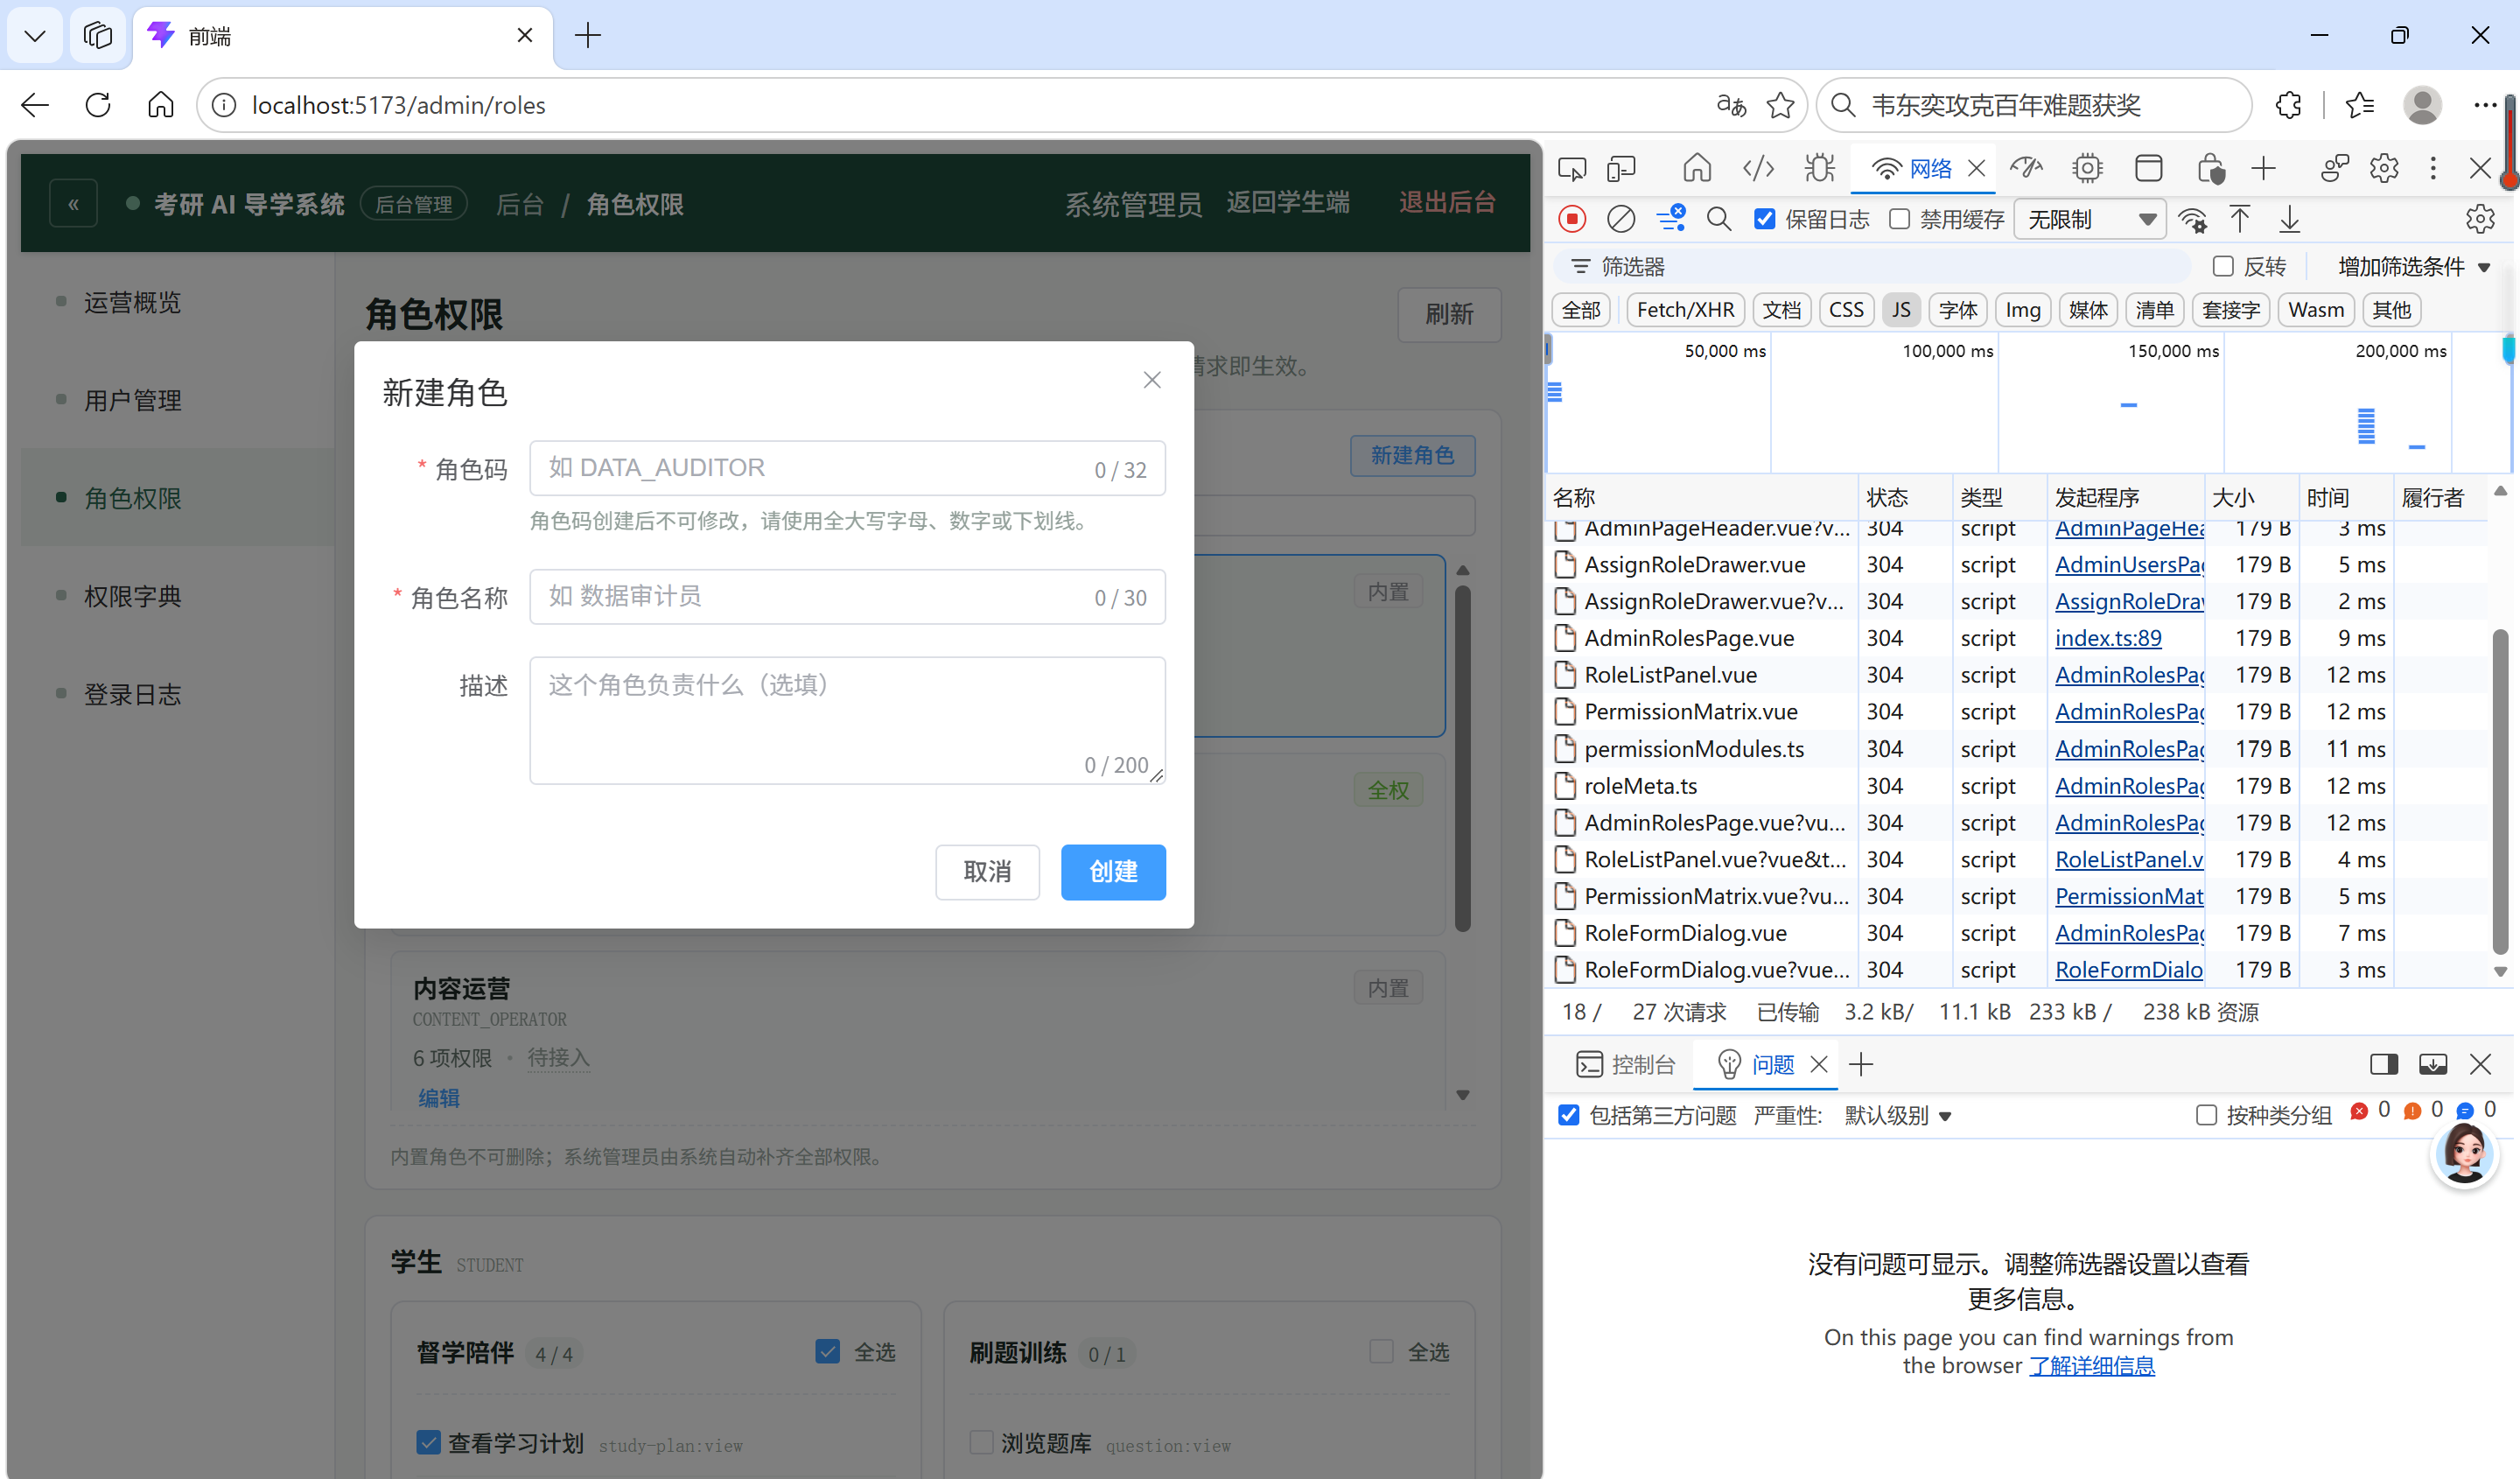 前端
localhost:5173/admin/roles
韦东奕攻克百年难题获奖
«
考研 AI 导学系统
后台管理
后台 / 角色权限
系统管理员
返回学生端
退出后台
运营概览
用户管理
角色权限
权限字典
登录日志
角色权限
刷新
请求即生效。
新建角色
新建角色
* 角色码
如 DATA_AUDITOR
0 / 32
角色码创建后不可修改，请使用全大写字母、数字或下划线。
* 角色名称
如 数据审计员
0 / 30
描述
这个角色负责什么（选填）
0 / 200
取消
创建
内置
全权
内容运营
内置
CONTENT_OPERATOR
6 项权限 • 待接入
编辑
内置角色不可删除；系统管理员由系统自动补齐全部权限。
学生 STUDENT
督学陪伴 4 / 4
全选
刷题训练 0 / 1
全选
查看学习计划 study-plan:view
浏览题库 question:view
网络
保留日志
禁用缓存
无限制
筛选器
反转
增加筛选条件
全部 Fetch/XHR 文档 CSS JS 字体 Img 媒体 清单 套接字 Wasm 其他
50,000 ms 100,000 ms 150,000 ms 200,000 ms
名称 状态 类型 发起程序 大小 时间 履行者
AdminPageHeader.vue?v... 304 script AdminPageHea 179 B 3 ms
AssignRoleDrawer.vue 304 script AdminUsersPag 179 B 5 ms
AssignRoleDrawer.vue?v... 304 script AssignRoleDraw 179 B 2 ms
AdminRolesPage.vue 304 script index.ts:89 179 B 9 ms
RoleListPanel.vue 304 script AdminRolesPag 179 B 12 ms
PermissionMatrix.vue 304 script AdminRolesPag 179 B 12 ms
permissionModules.ts 304 script AdminRolesPag 179 B 11 ms
roleMeta.ts 304 script AdminRolesPag 179 B 12 ms
AdminRolesPage.vue?vu... 304 script AdminRolesPag 179 B 12 ms
RoleListPanel.vue?vue&t... 304 script RoleListPanel.v 179 B 4 ms
PermissionMatrix.vue?vu... 304 script PermissionMat 179 B 5 ms
RoleFormDialog.vue 304 script AdminRolesPag 179 B 7 ms
RoleFormDialog.vue?vue... 304 script RoleFormDialo 179 B 3 ms
18 / 27 次请求 已传输 3.2 kB/ 11.1 kB 233 kB / 238 kB 资源
控制台
问题
包括第三方问题 严重性: 默认级别
按种类分组 0 0 0
没有问题可显示。调整筛选器设置以查看
更多信息。
On this page you can find warnings from
the browser 了解详细信息